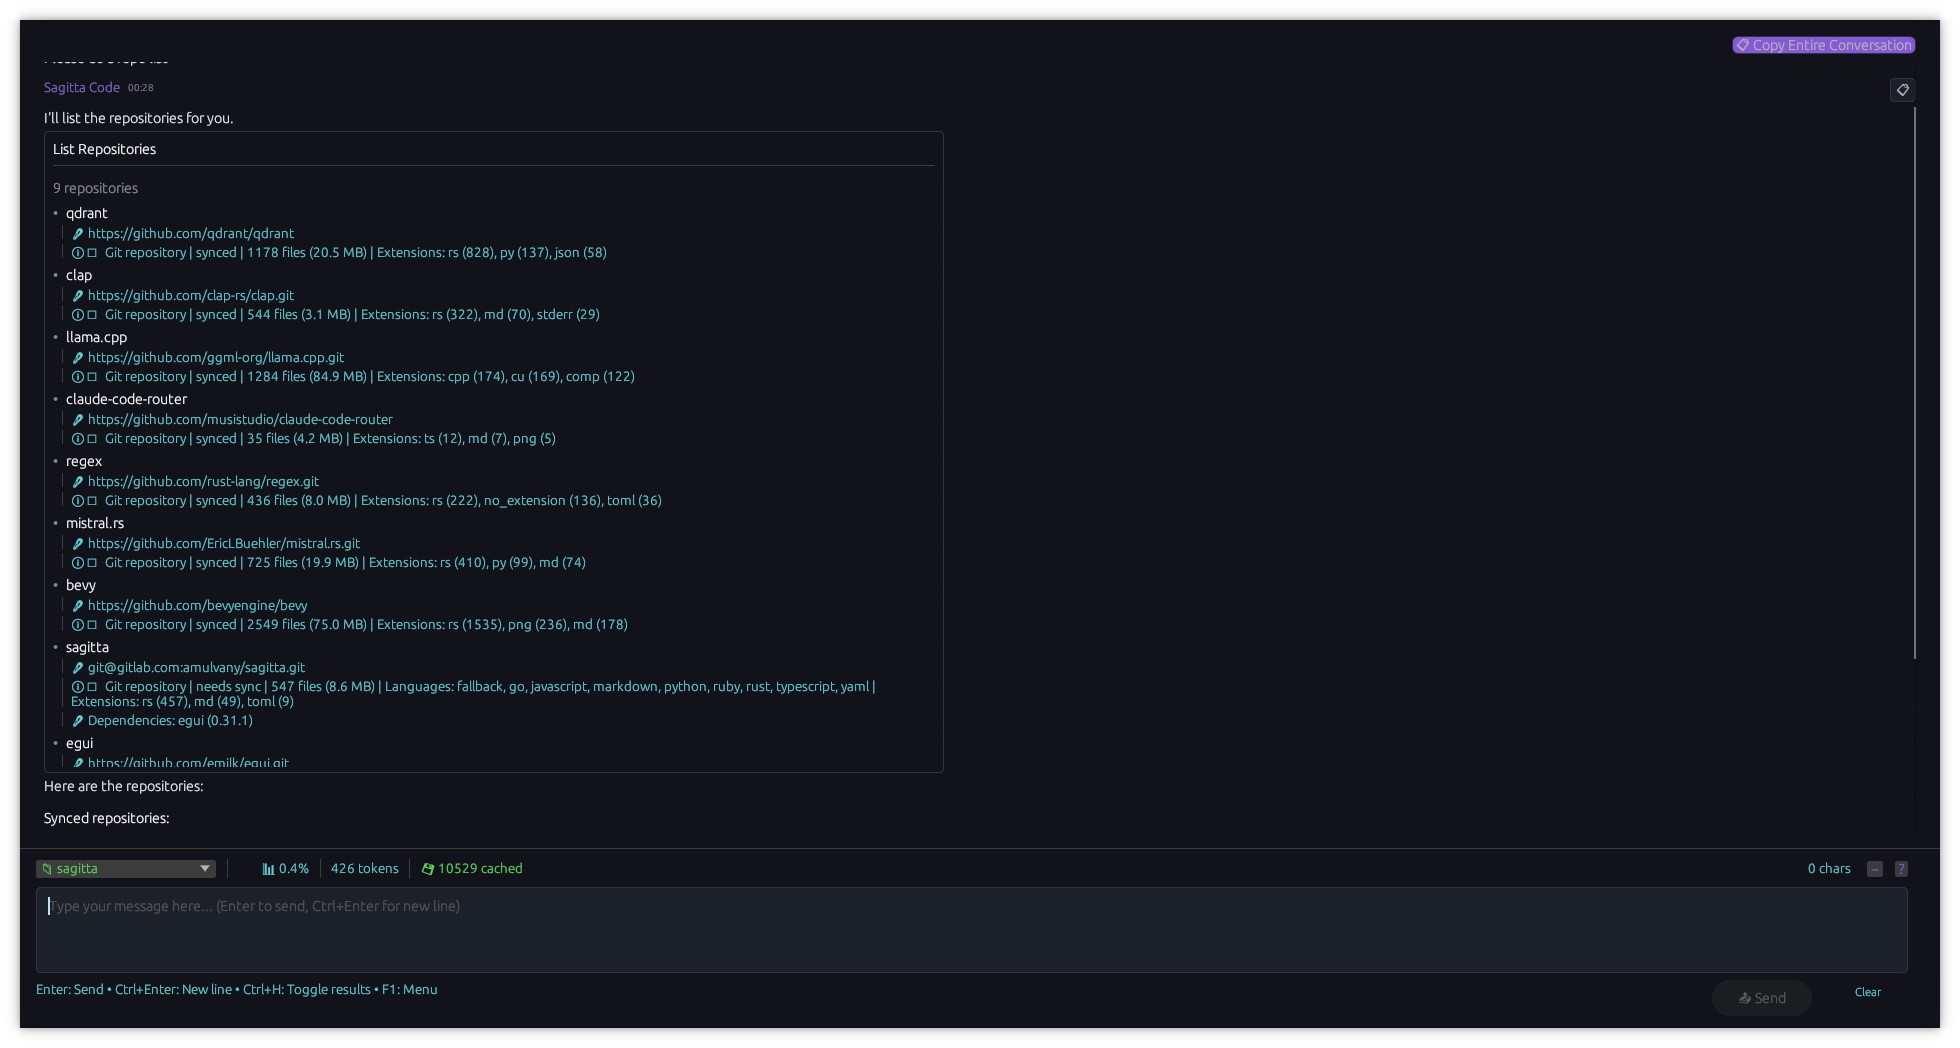 Copy Entire Conversation
Sagitta Code 00:28
I'll list the repositories for you.
List Repositories
9 repositories
• qdrant
https://github.com/qdrant/qdrant
Git repository | synced | 1178 files (20.5 MB) | Extensions: rs (828), py (137), json (58)
• clap
https://github.com/clap-rs/clap.git
Git repository | synced | 544 files (3.1 MB) | Extensions: rs (322), md (70), stderr (29)
• llama.cpp
https://github.com/ggml-org/llama.cpp.git
Git repository | synced | 1284 files (84.9 MB) | Extensions: cpp (174), cu (169), comp (122)
• claude-code-router
https://github.com/musistudio/claude-code-router
Git repository | synced | 35 files (4.2 MB) | Extensions: ts (12), md (7), png (5)
• regex
https://github.com/rust-lang/regex.git
Git repository | synced | 436 files (8.0 MB) | Extensions: rs (222), no_extension (136), toml (36)
• mistral.rs
https://github.com/EricLBuehler/mistral.rs.git
Git repository | synced | 725 files (19.9 MB) | Extensions: rs (410), py (99), md (74)
• bevy
https://github.com/bevyengine/bevy
Git repository | synced | 2549 files (75.0 MB) | Extensions: rs (1535), png (236), md (178)
• sagitta
git@gitlab.com:amulvany/sagitta.git
Git repository | needs sync | 547 files (8.6 MB) | Languages: fallback, go, javascript, markdown, python, ruby, rust, typescript, yaml |
Extensions: rs (457), md (49), toml (9)
Dependencies: egui (0.31.1)
• egui
https://github.com/emilk/egui.git
Here are the repositories:
Synced repositories:
sagitta 0.4% 426 tokens 10529 cached 0 chars − ?
Type your message here... (Enter to send, Ctrl+Enter for new line)
Enter: Send • Ctrl+Enter: New line • Ctrl+H: Toggle results • F1: Menu
Send Clear